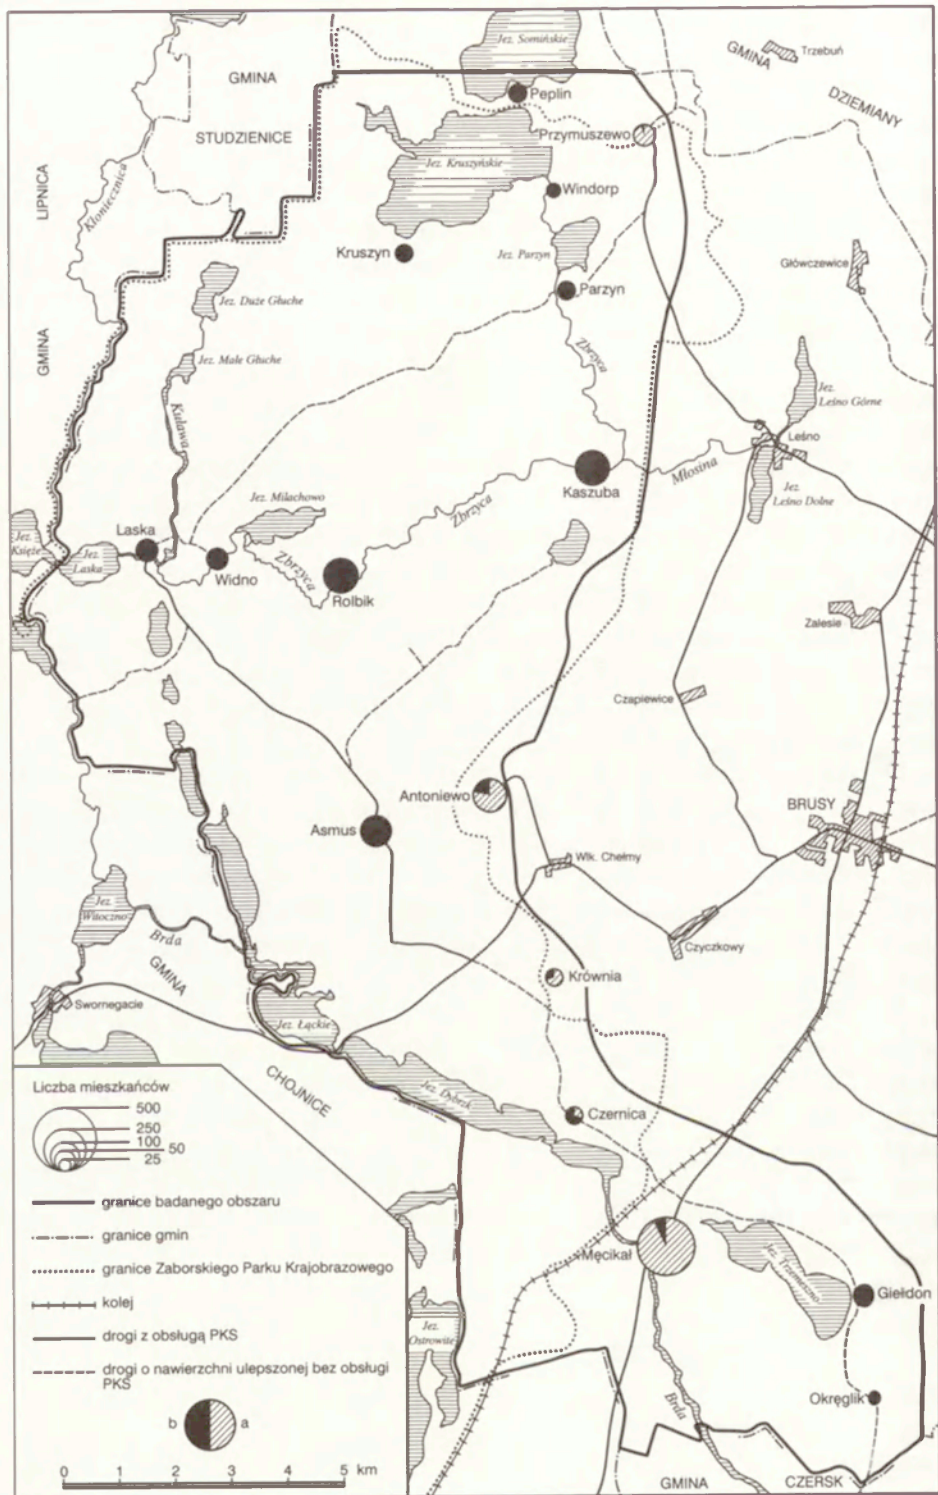 Jez. Somińskie
GMINA
Trzebuń
GMINA
DZIEMIANY
STUDZIENICE
Peplin
Przymuszewo
Jez. Kruszyńskie
LIPNICA
Kłoniecznica
Windorp
Kruszyn
Jez. Parzyn
Główczewice
Jez. Duże Głuche
Parzyn
GMINA
Jez. Małe Głuche
Zbrzyca
Jez.
Leśno Górne
Kulawa
Leśno
Młosina
Kaszuba
Jez.
Leśno Dolne
Jez. Milachowo
Zbrzyca
Laska
Jez.
Księże
Jez.
Laska
Widno
Zbrzyca
Rolbik
Zalesie
Czapiewice
Antoniewo
BRUSY
Asmus
Wlk. Chełmy
Jez.
Witoczno
Brda
Czyczkowy
GMINA
Krównia
Swornegacie
Jez. Łąckie
CHOJNICE
Jez. Dybrzk
Czernica
Męcikał
Jez. Trzemeszno
Giełdon
Jez.
Ostrowite
Okręglik
Brda
GMINA
CZERSK
Liczba mieszkańców
500
250
100
50
25
granice badanego obszaru
granice gmin
granice Zaborskiego Parku Krajobrazowego
kolej
drogi z obsługą PKS
drogi o nawierzchni ulepszonej bez obsługi
PKS
b
a
0 1 2 3 4 5 km